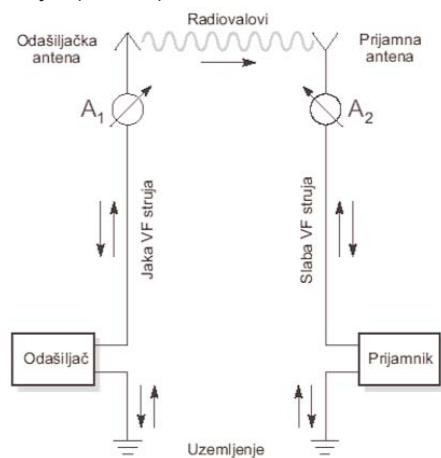 Radiovalovi
Odašiljačka
antena
Prijamna
antena
A1
A2
Jaka VF struja
Slaba VF struja
Odašiljač
Prijamnik
Uzemljenje